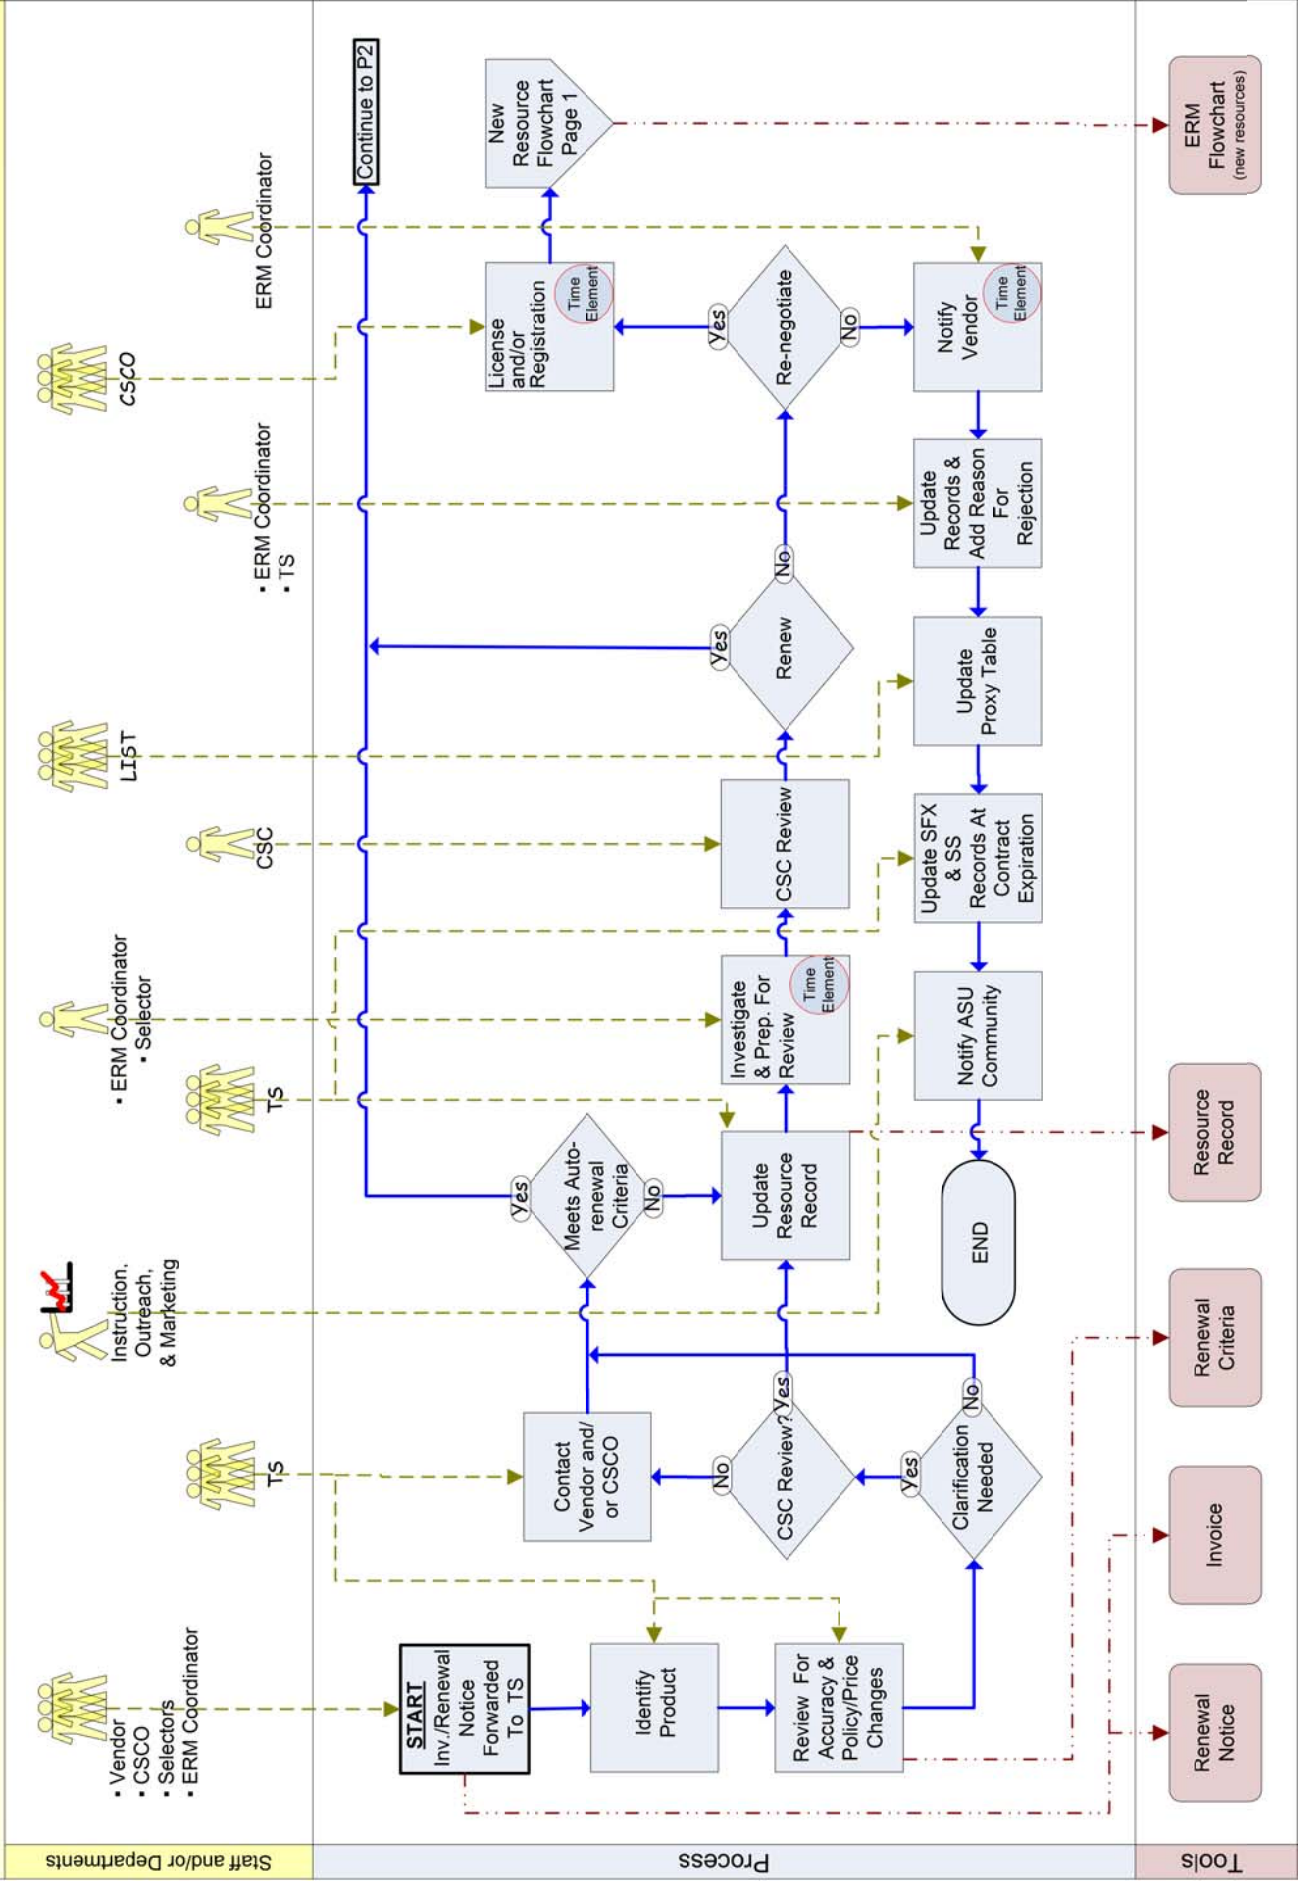 Staff and/or Departments
▪ Vendor
▪ CSCO
▪ Selectors
▪ ERM Coordinator
TS
Instruction.
Outreach,
& Marketing
TS
▪ ERM Coordinator
▪ Selector
CSC
LIST
▪ ERM Coordinator
▪ TS
CSCO
ERM Coordinator
Process
START
Inv./Renewal
Notice
Forwarded
To TS
Identify
Product
Review For
Accuracy &
Policy/Price
Changes
Clarification
Needed
Yes
No
CSC Review?
Yes
No
Contact
Vendor and/
or CSCO
Meets Auto-
renewal
Criteria
Yes
No
Update
Resource
Record
Investigate
& Prep. For
Review
Time
Element
CSC Review
Renew
Yes
No
Re-negotiate
Yes
No
Continue to P2
License
and/or
Registration
Time
Element
New
Resource
Flowchart
Page 1
Notify
Vendor
Time
Element
Update
Records &
Add Reason
For
Rejection
Update
Proxy Table
Update SFX
& SS
Records At
Contract
Expiration
Notify ASU
Community
END
Tools
Renewal
Notice
Invoice
Renewal
Criteria
Resource
Record
ERM
Flowchart
(new resources)